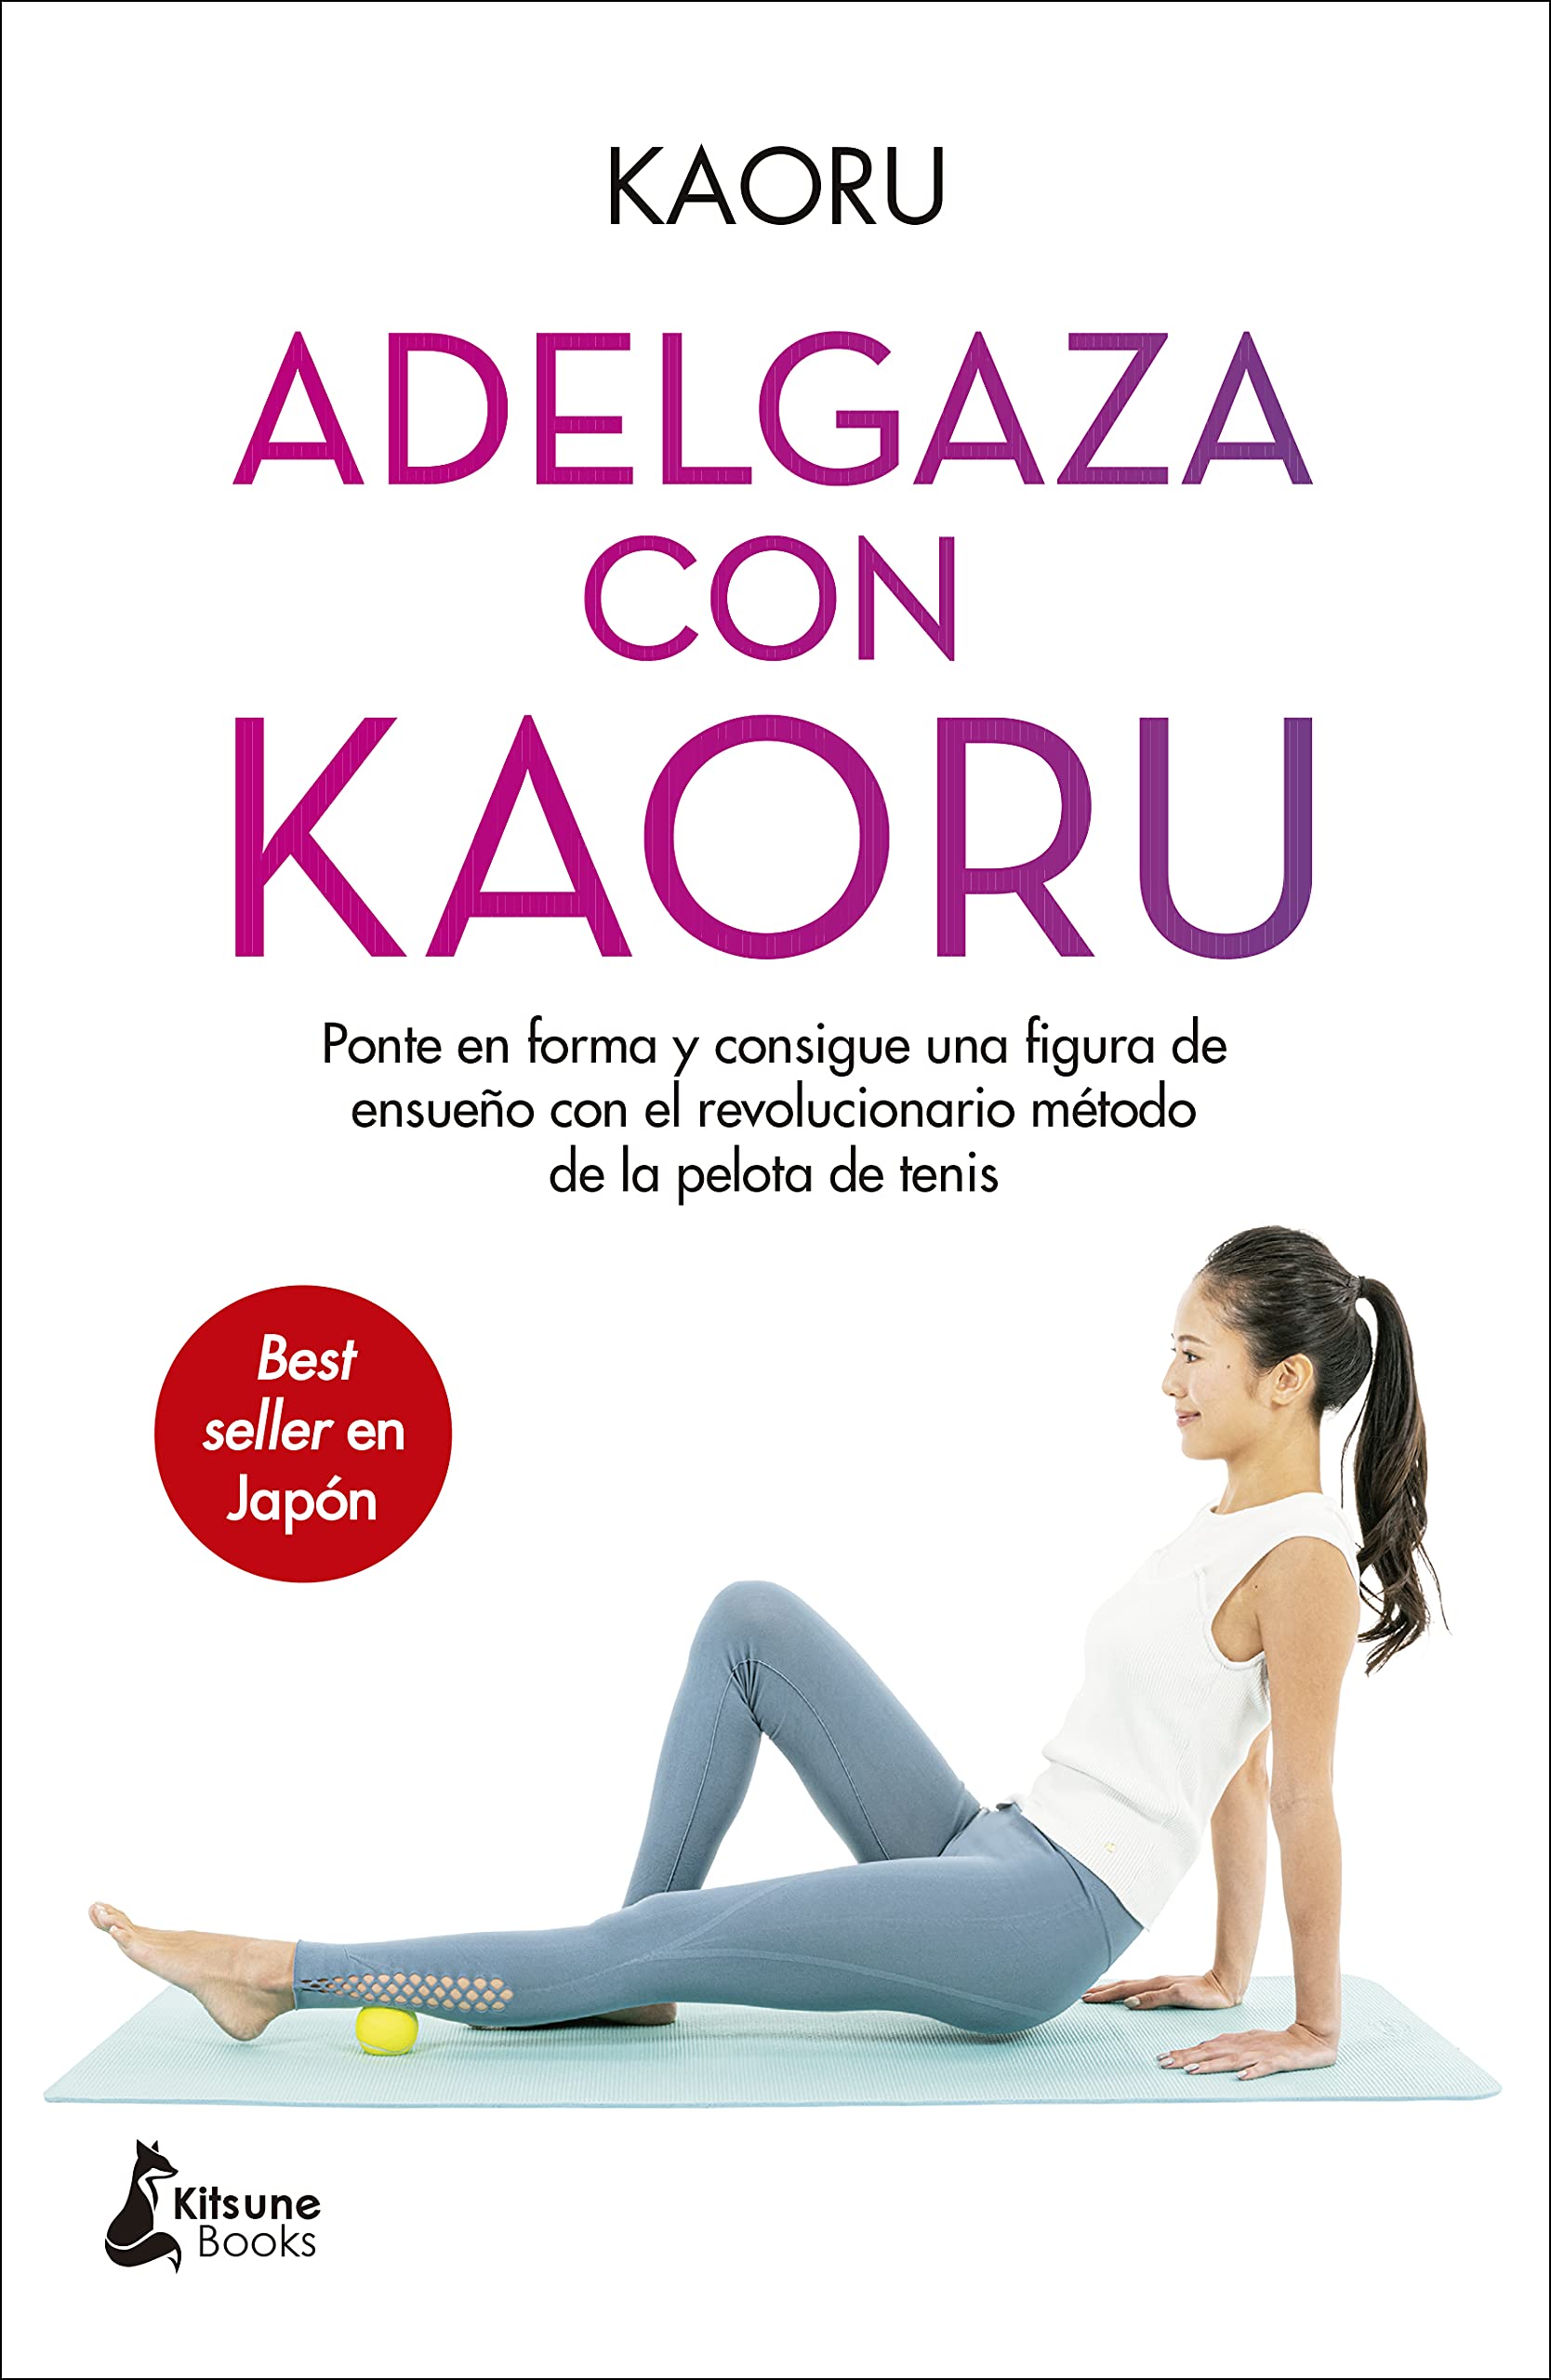 KAORU
ADELGAZA
CON
KAORU
Ponte en forma y consigue una figura de
ensueño con el revolucionario método
de la pelota de tenis
Best
seller en
Japón
Kitsune
Books